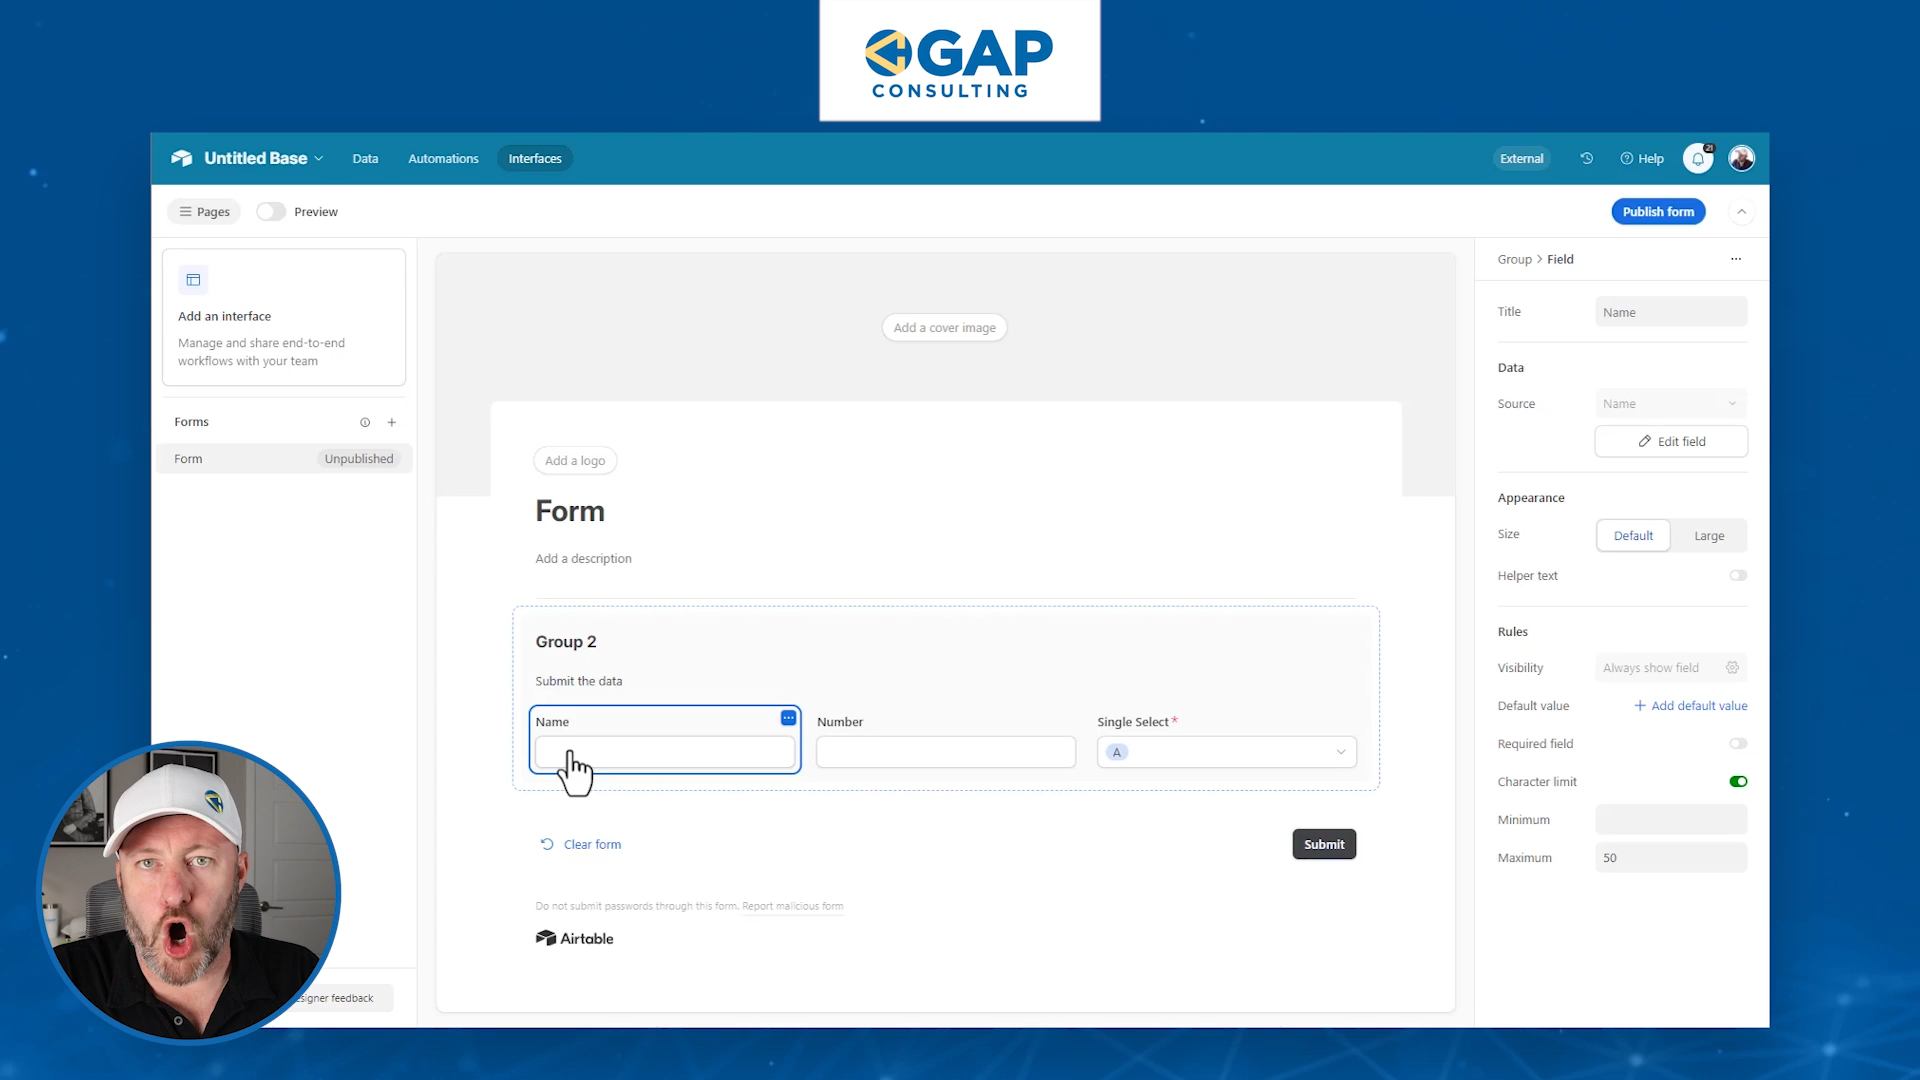 GAP
CONSULTING
Untitled Base
Data
Automations
Interfaces
External
Help
21
Pages
Preview
Publish form
Add an interface
Manage and share end-to-end
workflows with your team
Forms
Form
Unpublished
Add a cover image
Add a logo
Form
Add a description
Group 2
Submit the data
Name
Number
Single Select *
A
Clear form
Submit
Do not submit passwords through this form. Report malicious form
Airtable
esigner feedback
Group > Field
Title
Name
Data
Source
Name
Edit field
Appearance
Size
Default
Large
Helper text
Rules
Visibility
Always show field
Default value
+ Add default value
Required field
Character limit
Minimum
Maximum
50